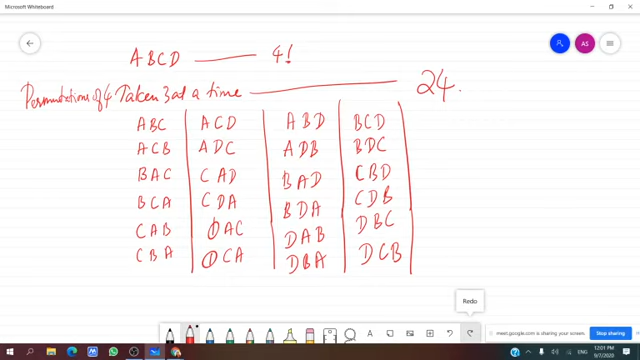 Microsoft Whiteboard
AS
ABCD 4!
Permutations of 4 Taken 3 at a time 24.
ABC ACD ABD BCD
ACB ADC ADB BDC
BAC CAD BAD CBD
BCA CDA BDA CDB
CAB DAC DAB DBC
CBA DCA DBA DCB
Redo
meet.google.com is sharing your screen.
Stop sharing
Hide
12:01 PM
ENG
9/7/2020